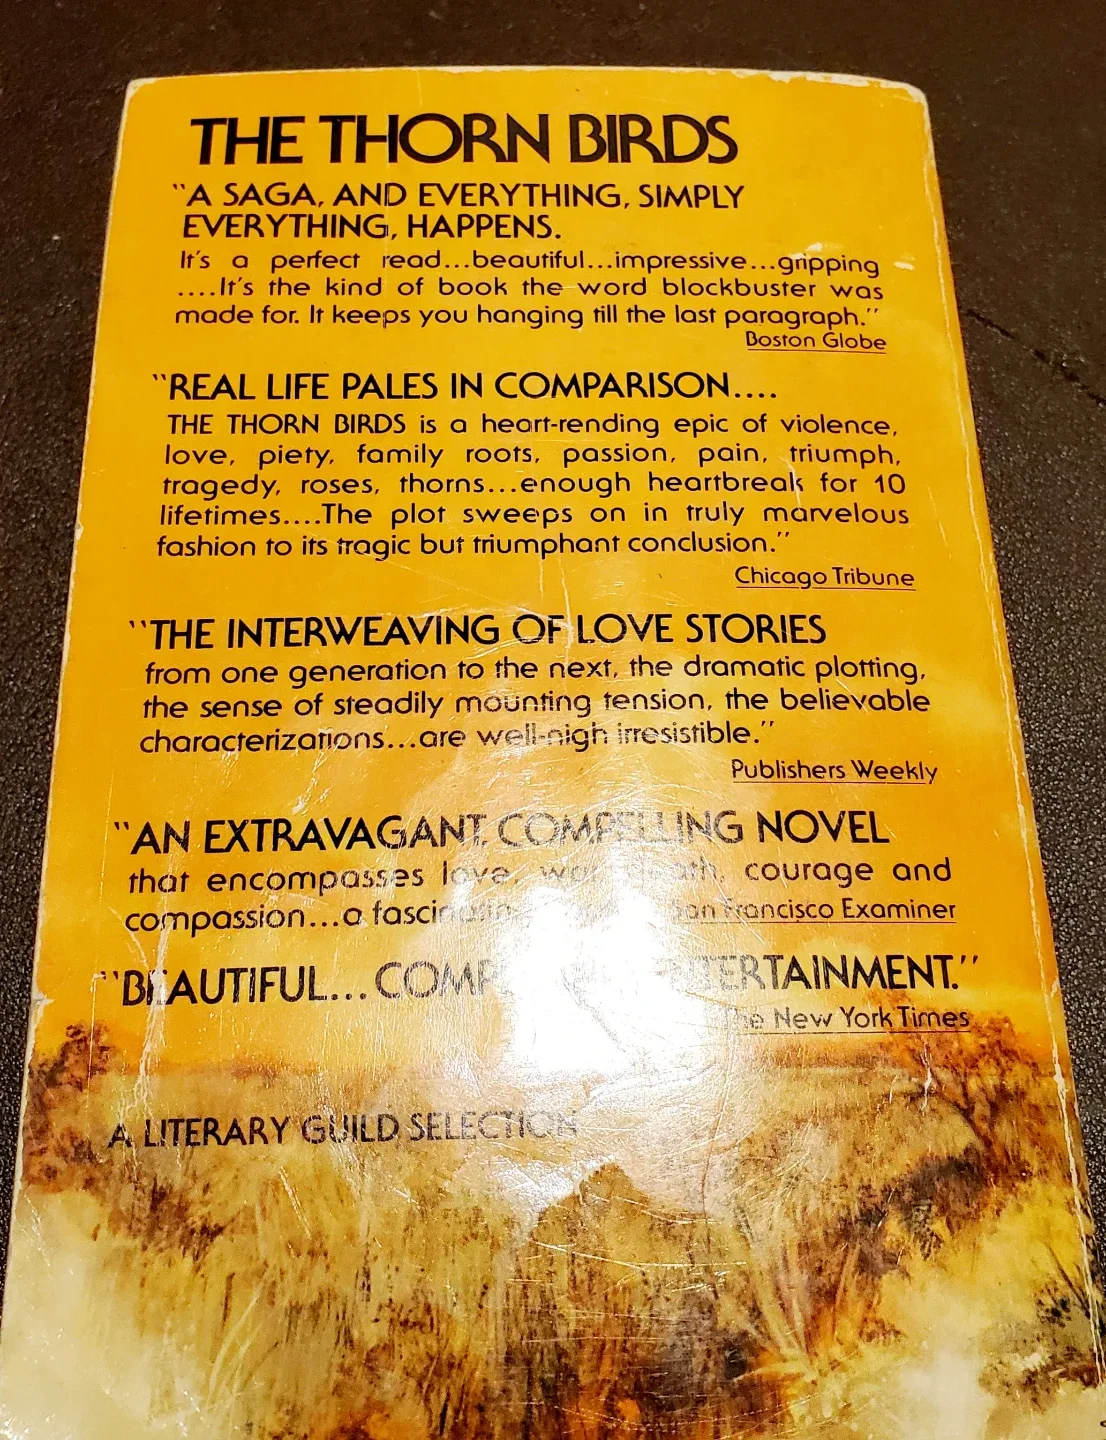 THE THORN BIRDS
"A SAGA, AND EVERYTHING, SIMPLY
EVERYTHING, HAPPENS.
It's a perfect read...beautiful...impressive...gripping
....It's the kind of book the word blockbuster was
made for. It keeps you hanging till the last paragraph."
Boston Globe
"REAL LIFE PALES IN COMPARISON....
THE THORN BIRDS is a heart-rending epic of violence,
love, piety, family roots, passion, pain, triumph,
tragedy, roses, thorns...enough heartbreak for 10
lifetimes....The plot sweeps on in truly marvelous
fashion to its tragic but triumphant conclusion."
Chicago Tribune
"THE INTERWEAVING OF LOVE STORIES
from one generation to the next, the dramatic plotting,
the sense of steadily mounting tension, the believable
characterizations...are well-nigh irresistible."
Publishers Weekly
"AN EXTRAVAGANT, COMPELLING NOVEL
that encompasses love, war, death, courage and
compassion...a San Francisco Examiner
"BEAUTIFUL... ENTERTAINMENT."
The New York Times
A LITERARY GUILD SELECTION